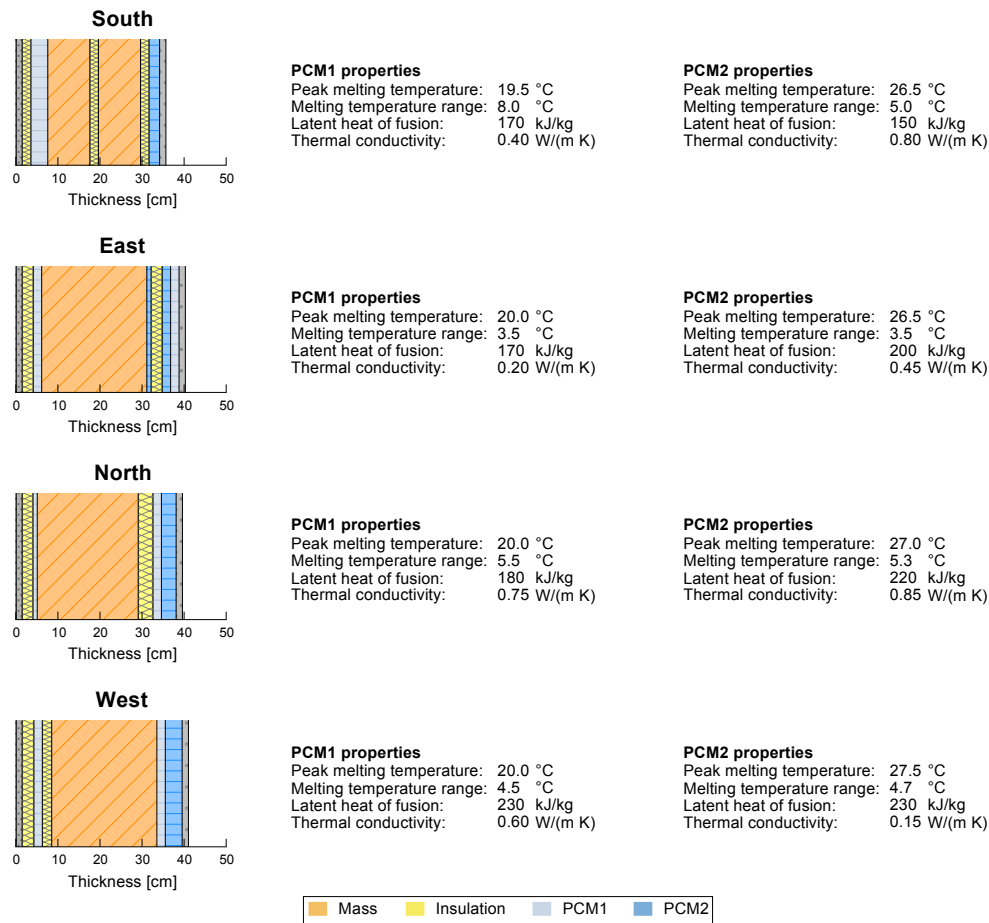 South
PCM1 properties
Peak melting temperature: 19.5 °C
Melting temperature range: 8.0 °C
Latent heat of fusion: 170 kJ/kg
Thermal conductivity: 0.40 W/(m K)
PCM2 properties
Peak melting temperature: 26.5 °C
Melting temperature range: 5.0 °C
Latent heat of fusion: 150 kJ/kg
Thermal conductivity: 0.80 W/(m K)
0 10 20 30 40 50
Thickness [cm]
East
PCM1 properties
Peak melting temperature: 20.0 °C
Melting temperature range: 3.5 °C
Latent heat of fusion: 170 kJ/kg
Thermal conductivity: 0.20 W/(m K)
PCM2 properties
Peak melting temperature: 26.5 °C
Melting temperature range: 3.5 °C
Latent heat of fusion: 200 kJ/kg
Thermal conductivity: 0.45 W/(m K)
0 10 20 30 40 50
Thickness [cm]
North
PCM1 properties
Peak melting temperature: 20.0 °C
Melting temperature range: 5.5 °C
Latent heat of fusion: 180 kJ/kg
Thermal conductivity: 0.75 W/(m K)
PCM2 properties
Peak melting temperature: 27.0 °C
Melting temperature range: 5.3 °C
Latent heat of fusion: 220 kJ/kg
Thermal conductivity: 0.85 W/(m K)
0 10 20 30 40 50
Thickness [cm]
West
PCM1 properties
Peak melting temperature: 20.0 °C
Melting temperature range: 4.5 °C
Latent heat of fusion: 230 kJ/kg
Thermal conductivity: 0.60 W/(m K)
PCM2 properties
Peak melting temperature: 27.5 °C
Melting temperature range: 4.7 °C
Latent heat of fusion: 230 kJ/kg
Thermal conductivity: 0.15 W/(m K)
0 10 20 30 40 50
Thickness [cm]
Mass Insulation PCM1 PCM2